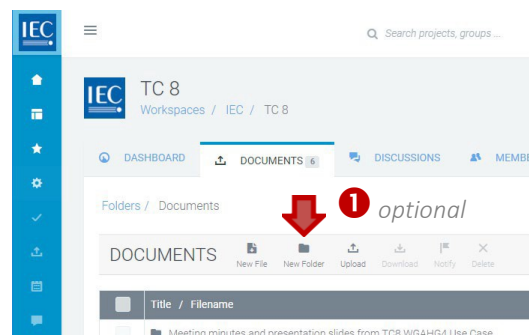 IEC
Search projects, groups ...
IEC
TC 8
Workspaces / IEC / TC 8
DASHBOARD
DOCUMENTS 6
DISCUSSIONS
MEMBE
Folders / Documents
1 optional
DOCUMENTS
New File
New Folder
Upload
Download
Notify
Delete
Title / Filename
Meeting minutes and presentation slides from TC8 WGAHG4 Use Case